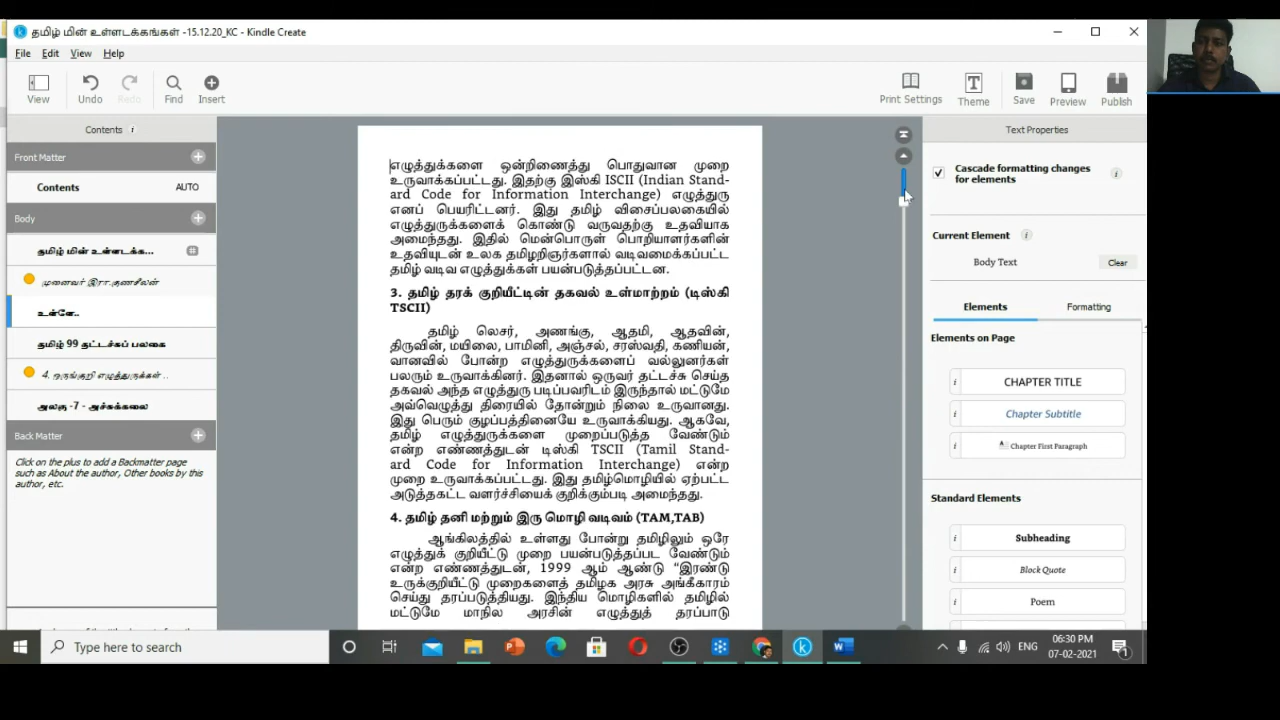 தமிழ் மின் உள்ளடக்கங்கள் -15.12.20_KC - Kindle Create
File Edit View Help
View Undo Redo Find Insert Print Settings Theme Save Preview Publish
Contents
Front Matter
Contents AUTO
Body
தமிழ் மின் உள்ளடக்க...
முனைவர் இரா.குணசீலன்
உள்ளே..
தமிழ் 99 தட்டச்சுப் பலகை
4. ஒருங்குறி எழுத்துருக்கள் ..
அலகு -7 - அச்சுக்கலை
Back Matter
Click on the plus to add a Backmatter page
such as About the author, Other books by this
author, etc.
எழுத்துக்களை ஒன்றிணைத்து பொதுவான முறை
உருவாக்கப்பட்டது. இதற்கு இஸ்கி ISCII (Indian Stand-
ard Code for Information Interchange) எழுத்துரு
எனப் பெயரிட்டனர். இது தமிழ் விசைப்பலகையில்
எழுத்துருக்களைக் கொண்டு வருவதற்கு உதவியாக
அமைந்தது. இதில் மென்பொருள் பொறியாளர்களின்
உதவியுடன் உலக தமிழறிஞர்களால் வடிவமைக்கப்பட்ட
தமிழ் வடிவ எழுத்துக்கள் பயன்படுத்தப்பட்டன.
3. தமிழ் தரக் குறியீட்டின் தகவல் உள்மாற்றம் (டிஸ்கி
TSCII)
தமிழ் லெசர், அணங்கு, ஆதமி, ஆதவின்,
திருவின், மயிலை, பாமினி, அஞ்சல், சரஸ்வதி, கணியன்,
வானவில் போன்ற எழுத்துருக்களைப் வல்லுனர்கள்
பலரும் உருவாக்கினர். இதனால் ஒருவர் தட்டச்சு செய்த
தகவல் அந்த எழுத்துரு படிப்பவரிடம் இருந்தால் மட்டுமே
அவ்வெழுத்து திரையில் தோன்றும் நிலை உருவானது.
இது பெரும் குழப்பத்தினையே உருவாக்கியது. ஆகவே,
தமிழ் எழுத்துருக்களை முறைப்படுத்த வேண்டும்
என்ற எண்ணத்துடன் டிஸ்கி TSCII (Tamil Stand-
ard Code for Information Interchange) என்ற
முறை உருவாக்கப்பட்டது. இது தமிழ்மொழியில் ஏற்பட்ட
அடுத்தகட்ட வளர்ச்சியைக் குறிக்கும்படி அமைந்தது.
4. தமிழ் தனி மற்றும் இரு மொழி வடிவம் (TAM,TAB)
ஆங்கிலத்தில் உள்ளது போன்று தமிழிலும் ஒரே
எழுத்துக் குறியீட்டு முறை பயன்படுத்தப்பட வேண்டும்
என்ற எண்ணத்துடன், 1999 ஆம் ஆண்டு “இரண்டு
உருக்குறியீட்டு முறைகளைத் தமிழக அரசு அங்கீகாரம்
செய்து தரப்படுத்தியது. இந்திய மொழிகளில் தமிழில்
மட்டுமே மாநில அரசின் எழுத்துத் தரப்பாடு
Text Properties
Cascade formatting changes
for elements
Current Element
Body Text Clear
Elements Formatting
Elements on Page
CHAPTER TITLE
Chapter Subtitle
Chapter First Paragraph
Standard Elements
Subheading
Block Quote
Poem
Type here to search
ENG
06:30 PM
07-02-2021